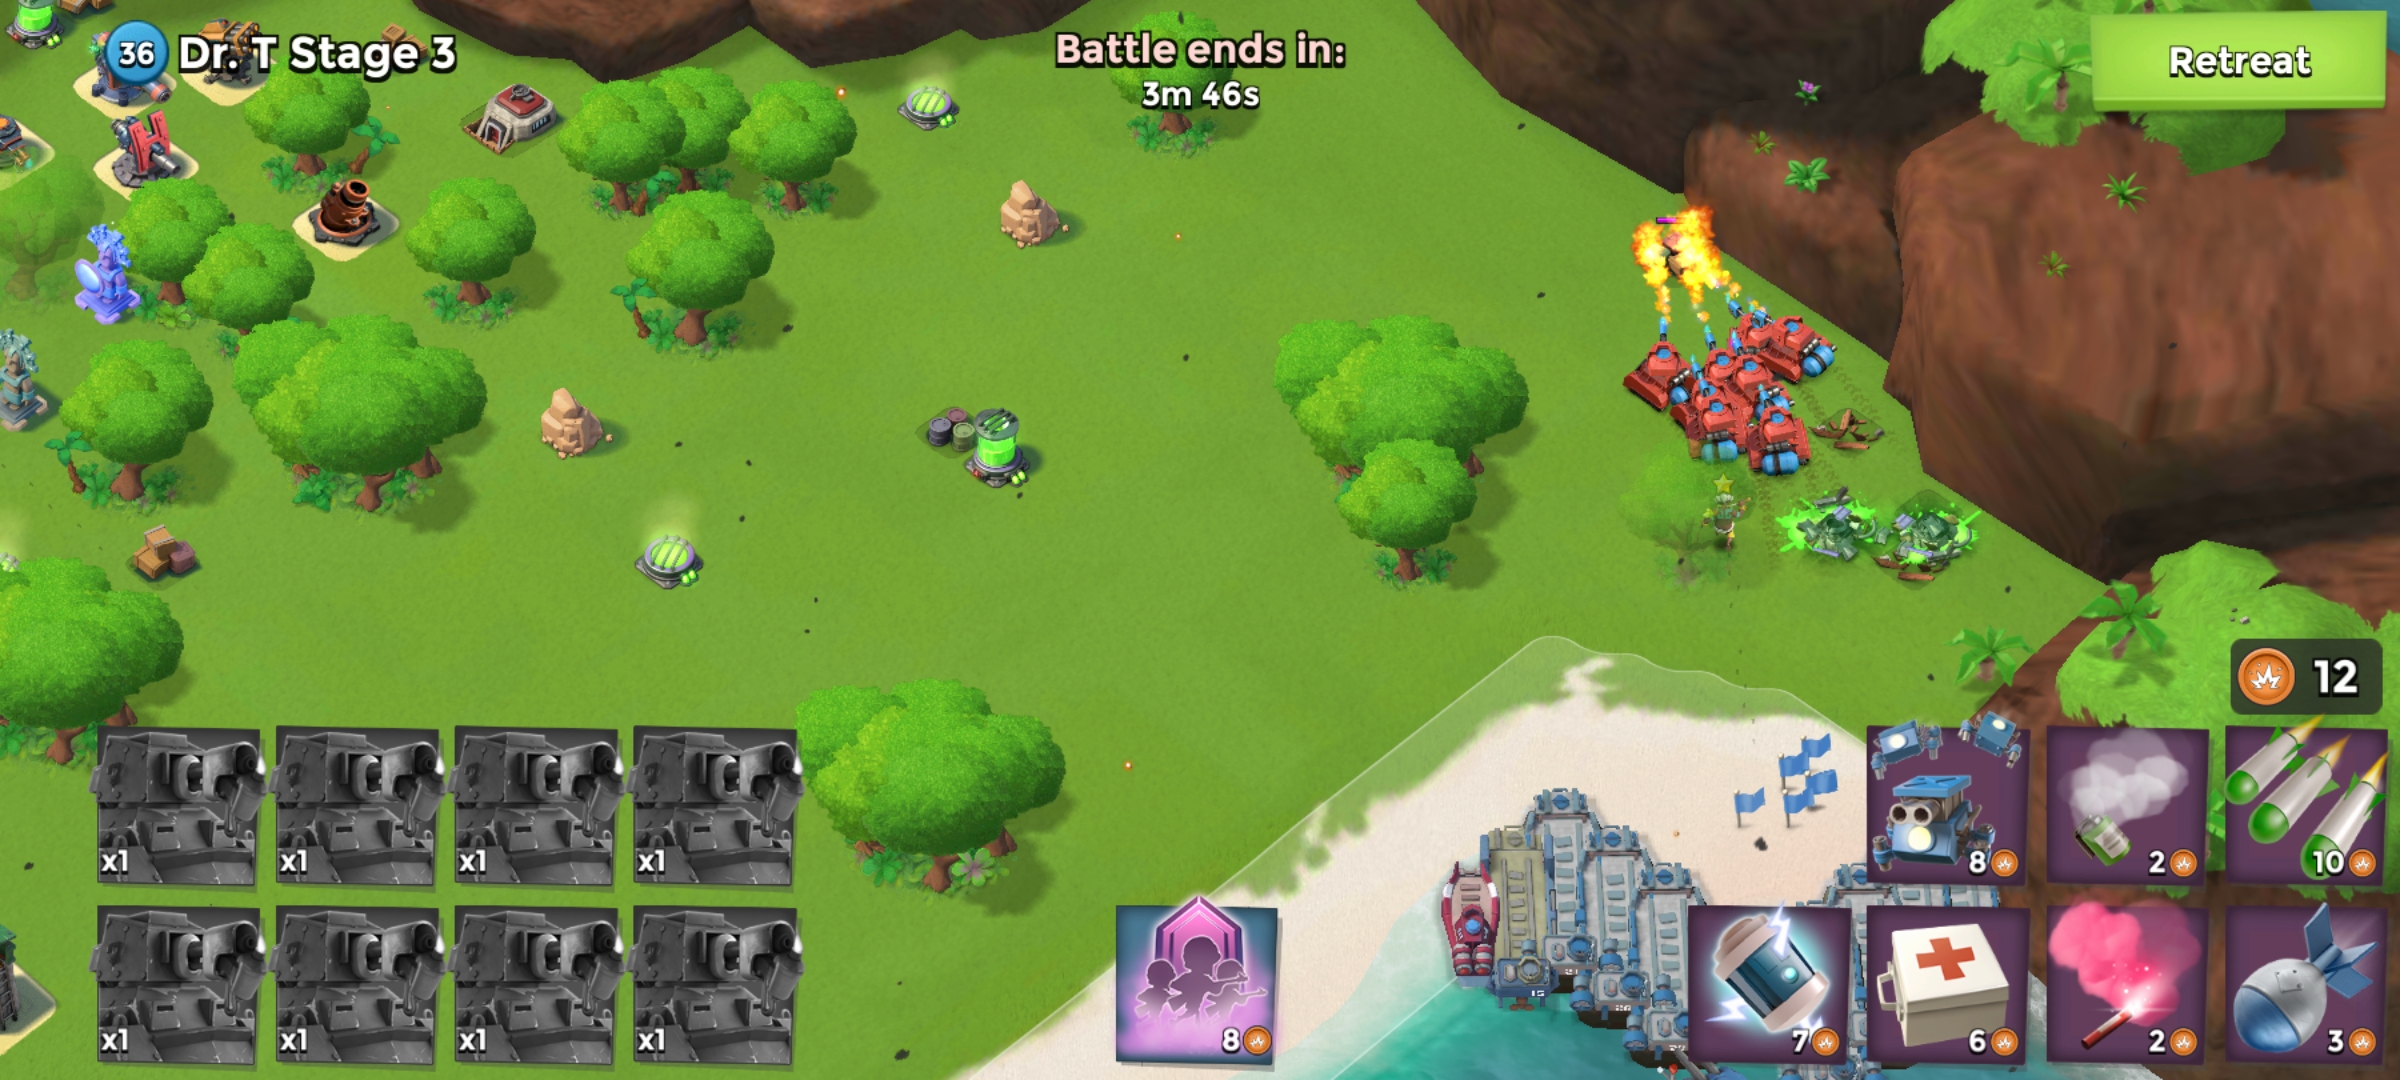 36 Dr. T Stage 3
Battle ends in:
3m 46s
Retreat
12
x1 x1 x1 x1
8 2 10
x1 x1 x1 x1
8 7 6 2 3
15